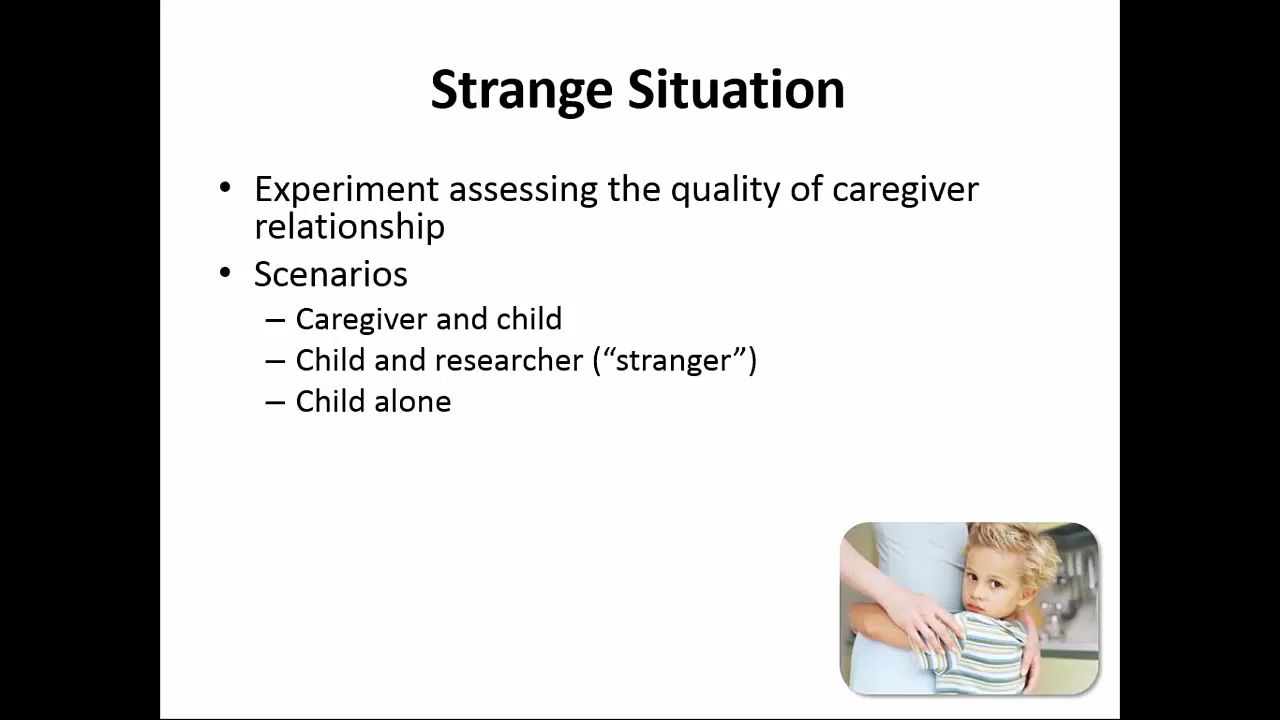 Strange Situation
• Experiment assessing the quality of caregiver
relationship
• Scenarios
– Caregiver and child
– Child and researcher (“stranger”)
– Child alone